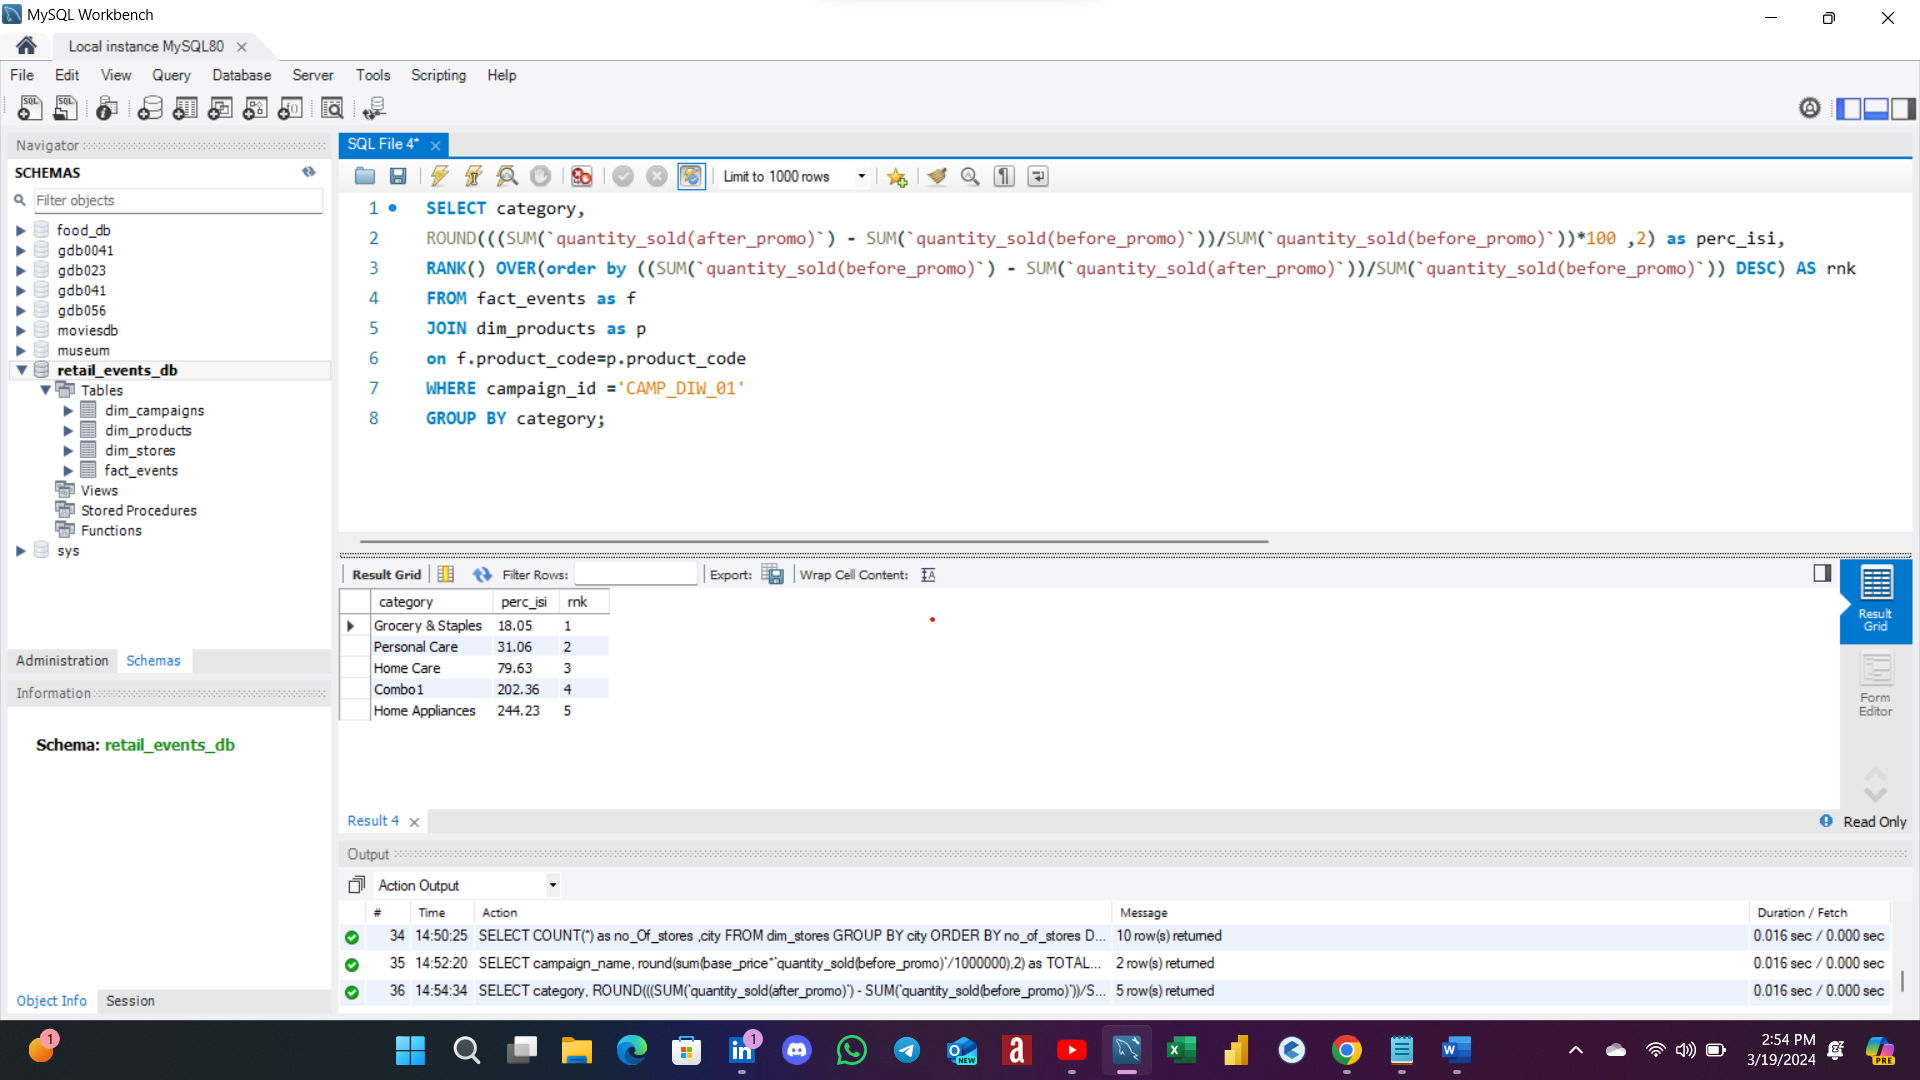 MySQL Workbench
Local instance MySQL80
File Edit View Query Database Server Tools Scripting Help
Navigator
SCHEMAS
Filter objects
food_db
gdb0041
gdb023
gdb041
gdb056
moviesdb
museum
retail_events_db
Tables
dim_campaigns
dim_products
dim_stores
fact_events
Views
Stored Procedures
Functions
sys
Administration Schemas
Information
Schema: retail_events_db
Object Info Session
SQL File 4*
Limit to 1000 rows
1 SELECT category,
2 ROUND(((SUM(`quantity_sold(after_promo)`) - SUM(`quantity_sold(before_promo)`))/SUM(`quantity_sold(before_promo)`))*100 ,2) as perc_isi,
3 RANK() OVER(order by ((SUM(`quantity_sold(before_promo)`) - SUM(`quantity_sold(after_promo)`))/SUM(`quantity_sold(before_promo)`)) DESC) AS rnk
4 FROM fact_events as f
5 JOIN dim_products as p
6 on f.product_code=p.product_code
7 WHERE campaign_id ='CAMP_DIW_01'
8 GROUP BY category;
Result Grid Filter Rows: Export: Wrap Cell Content:
category perc_isi rnk
Grocery & Staples 18.05 1
Personal Care 31.06 2
Home Care 79.63 3
Combo1 202.36 4
Home Appliances 244.23 5
Result Grid
Form Editor
Result 4
Read Only
Output
Action Output
# Time Action Message Duration / Fetch
34 14:50:25 SELECT COUNT(*) as no_Of_stores ,city FROM dim_stores GROUP BY city ORDER BY no_of_stores D... 10 row(s) returned 0.016 sec / 0.000 sec
35 14:52:20 SELECT campaign_name, round(sum(base_price*`quantity_sold(before_promo)`/1000000),2) as TOTAL... 2 row(s) returned 0.016 sec / 0.000 sec
36 14:54:34 SELECT category, ROUND(((SUM(`quantity_sold(after_promo)`) - SUM(`quantity_sold(before_promo)`))/S... 5 row(s) returned 0.016 sec / 0.000 sec
1
1
NEW
2:54 PM
3/19/2024
PRE